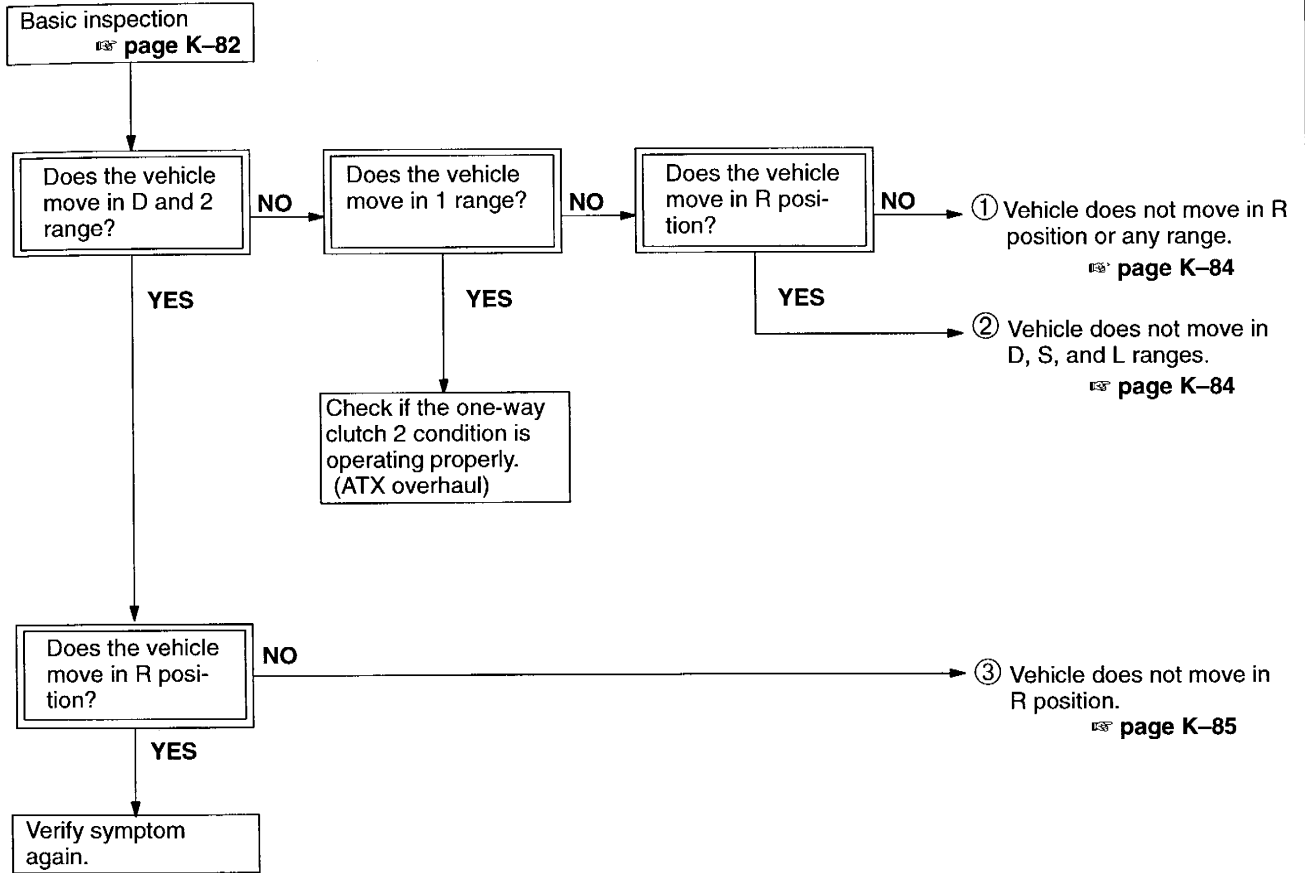 Basic inspection
☞ page K–82
Does the vehicle
move in D and 2
range?
NO
YES
Does the vehicle
move in 1 range?
NO
YES
Does the vehicle
move in R posi-
tion?
NO
YES
① Vehicle does not move in R
position or any range.
☞ page K–84
② Vehicle does not move in
D, S, and L ranges.
☞ page K–84
Check if the one-way
clutch 2 condition is
operating properly.
(ATX overhaul)
Does the vehicle
move in R posi-
tion?
NO
YES
③ Vehicle does not move in
R position.
☞ page K–85
Verify symptom
again.